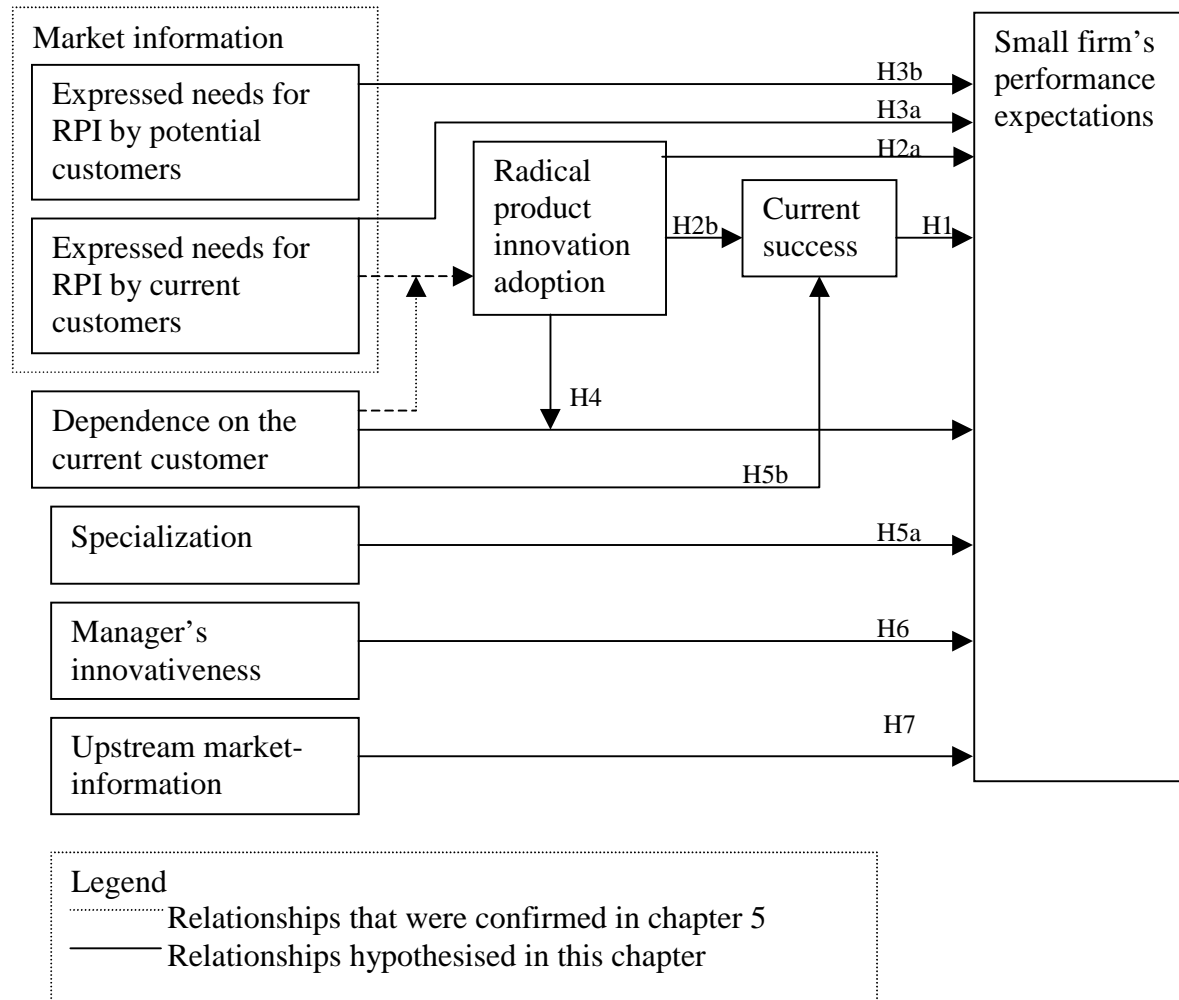 Market information
Expressed needs for
RPI by potential
customers
Expressed needs for
RPI by current
customers
Dependence on the
current customer
Specialization
Manager's
innovativeness
Upstream market-
information
Radical
product
innovation
adoption
Current
success
Small firm's
performance
expectations
H3b
H3a
H2a
H2b
H1
H4
H5b
H5a
H6
H7
Legend
Relationships that were confirmed in chapter 5
Relationships hypothesised in this chapter